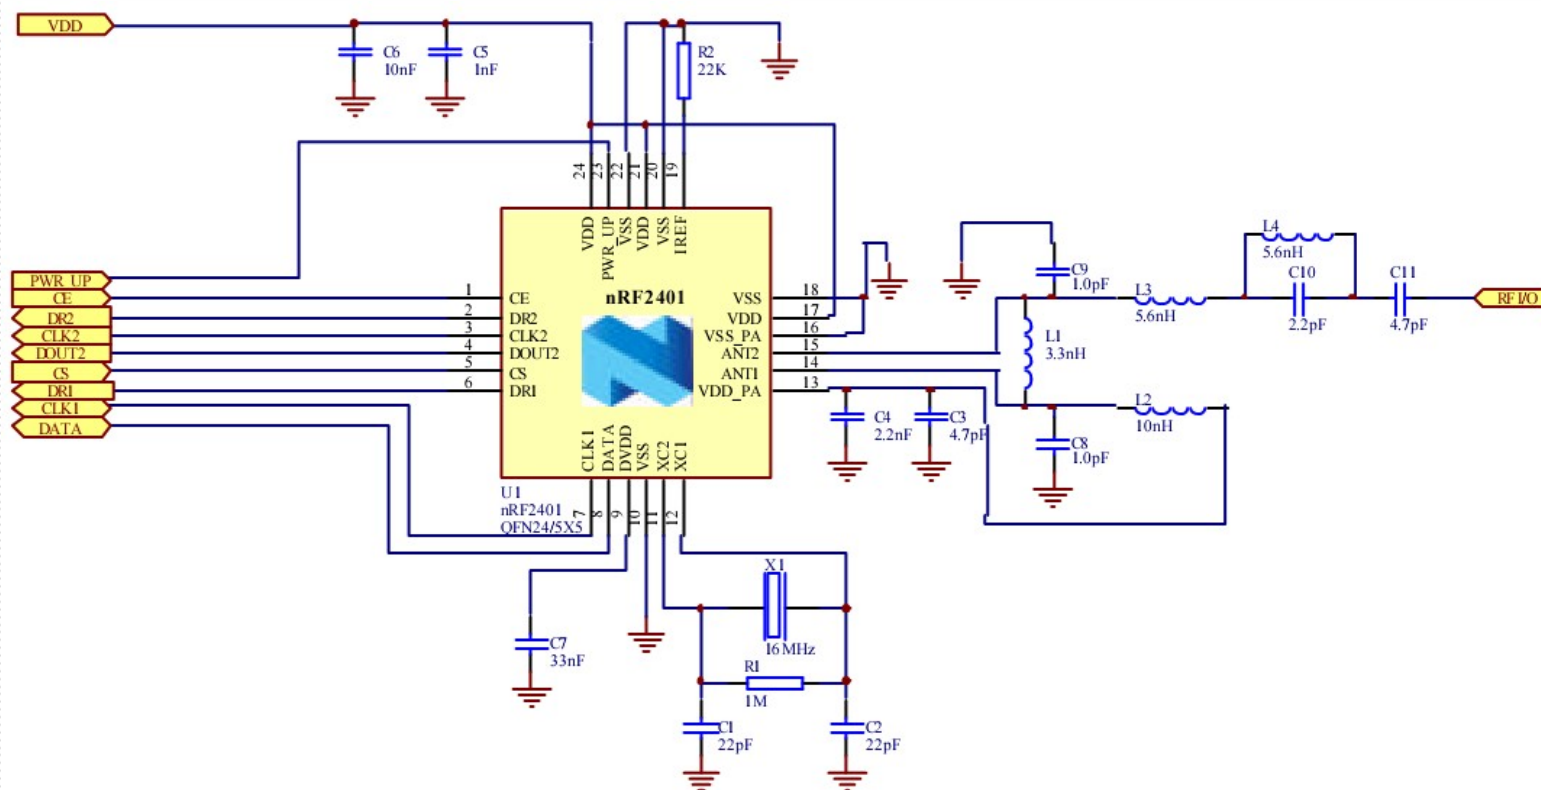 VDD
C6
10nF
C5
1nF
R2
22K
24
23
22
21
20
19
VDD
PWR_UP
VSS
VDD
VSS
IREF
nRF2401
PWR UP
CE
DR2
CLK2
DOUT2
CS
DR1
CLK1
DATA
1
2
3
4
5
6
CE
DR2
CLK2
DOUT2
CS
DR1
VSS
VDD
VSS_PA
ANT2
ANT1
VDD_PA
18
17
16
15
14
13
CLK1
DATA
DVDD
VSS
XC2
XC1
7
8
9
10
11
12
U1
nRF2401
QFN24/5X5
C4
2.2nF
C3
4.7pF
C9
1.0pF
L1
3.3nH
C8
1.0pF
L3
5.6nH
L2
10nH
L4
5.6nH
C10
2.2pF
C11
4.7pF
RF I/O
C7
33nF
X1
16MHz
R1
1M
C1
22pF
C2
22pF